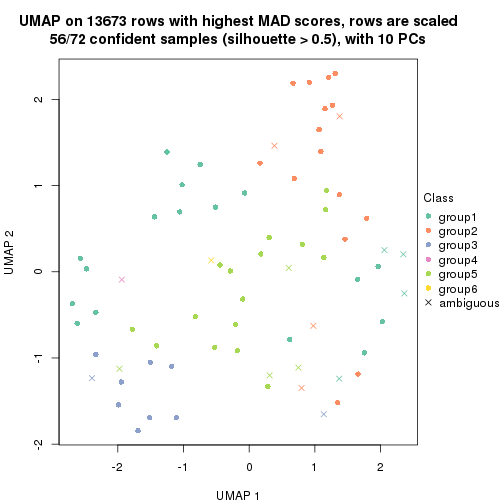 UMAP on 13673 rows with highest MAD scores, rows are scaled
56/72 confident samples (silhouette > 0.5), with 10 PCs
UMAP 2
2
1
0
-1
-2
-2
-1
0
1
2
UMAP 1
Class
group1
group2
group3
group4
group5
group6
ambiguous